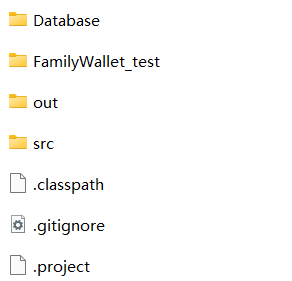 Database
FamilyWallet_test
out
src
.classpath
.gitignore
.project